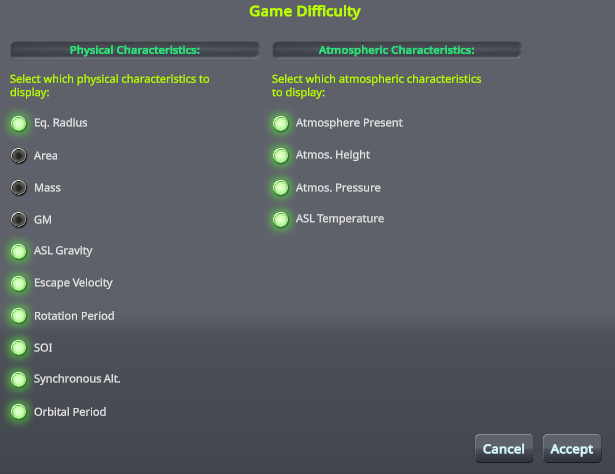 Game Difficulty
Physical Characteristics:
Select which physical characteristics to
display:
Eq. Radius
Area
Mass
GM
ASL Gravity
Escape Velocity
Rotation Period
SOI
Synchronous Alt.
Orbital Period
Atmospheric Characteristics:
Select which atmospheric characteristics
to display:
Atmosphere Present
Atmos. Height
Atmos. Pressure
ASL Temperature
Cancel
Accept